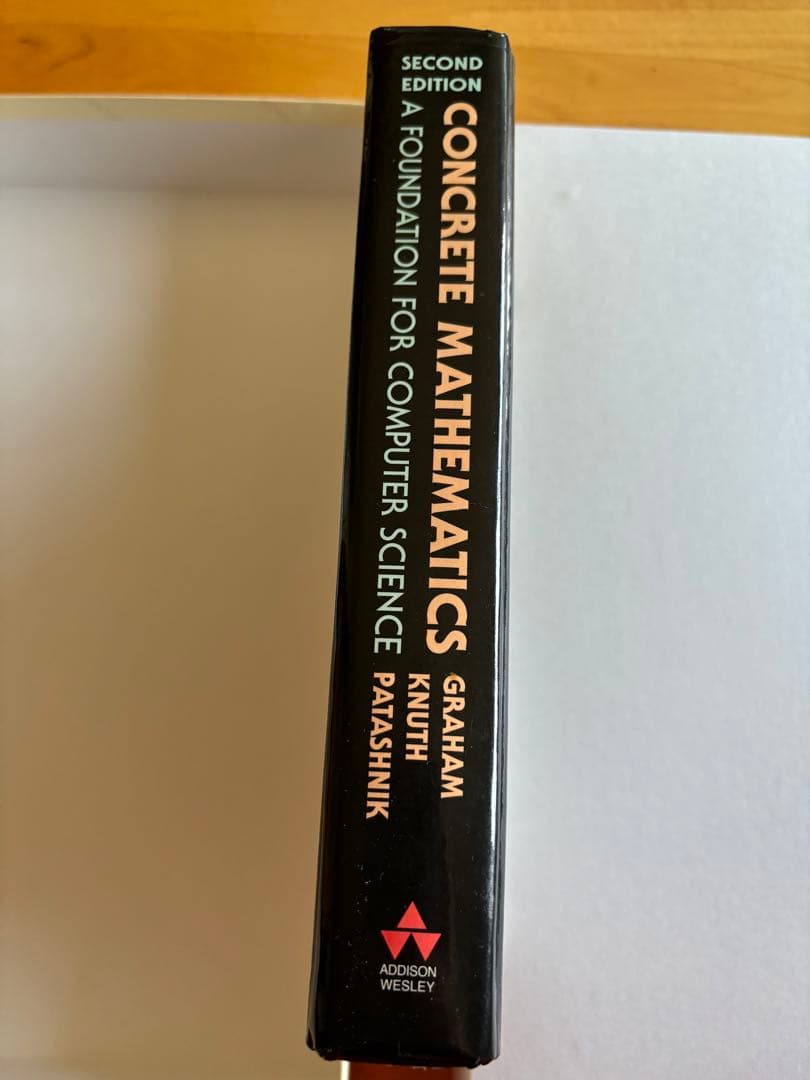 SECOND
EDITION
CONCRETE MATHEMATICS
A FOUNDATION FOR COMPUTER SCIENCE
GRAHAM
KNUTH
PATASHNIK
ADDISON
WESLEY